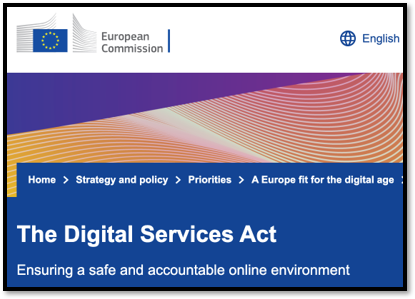 European
Commission
English
Home > Strategy and policy > Priorities > A Europe fit for the digital age >
The Digital Services Act
Ensuring a safe and accountable online environment